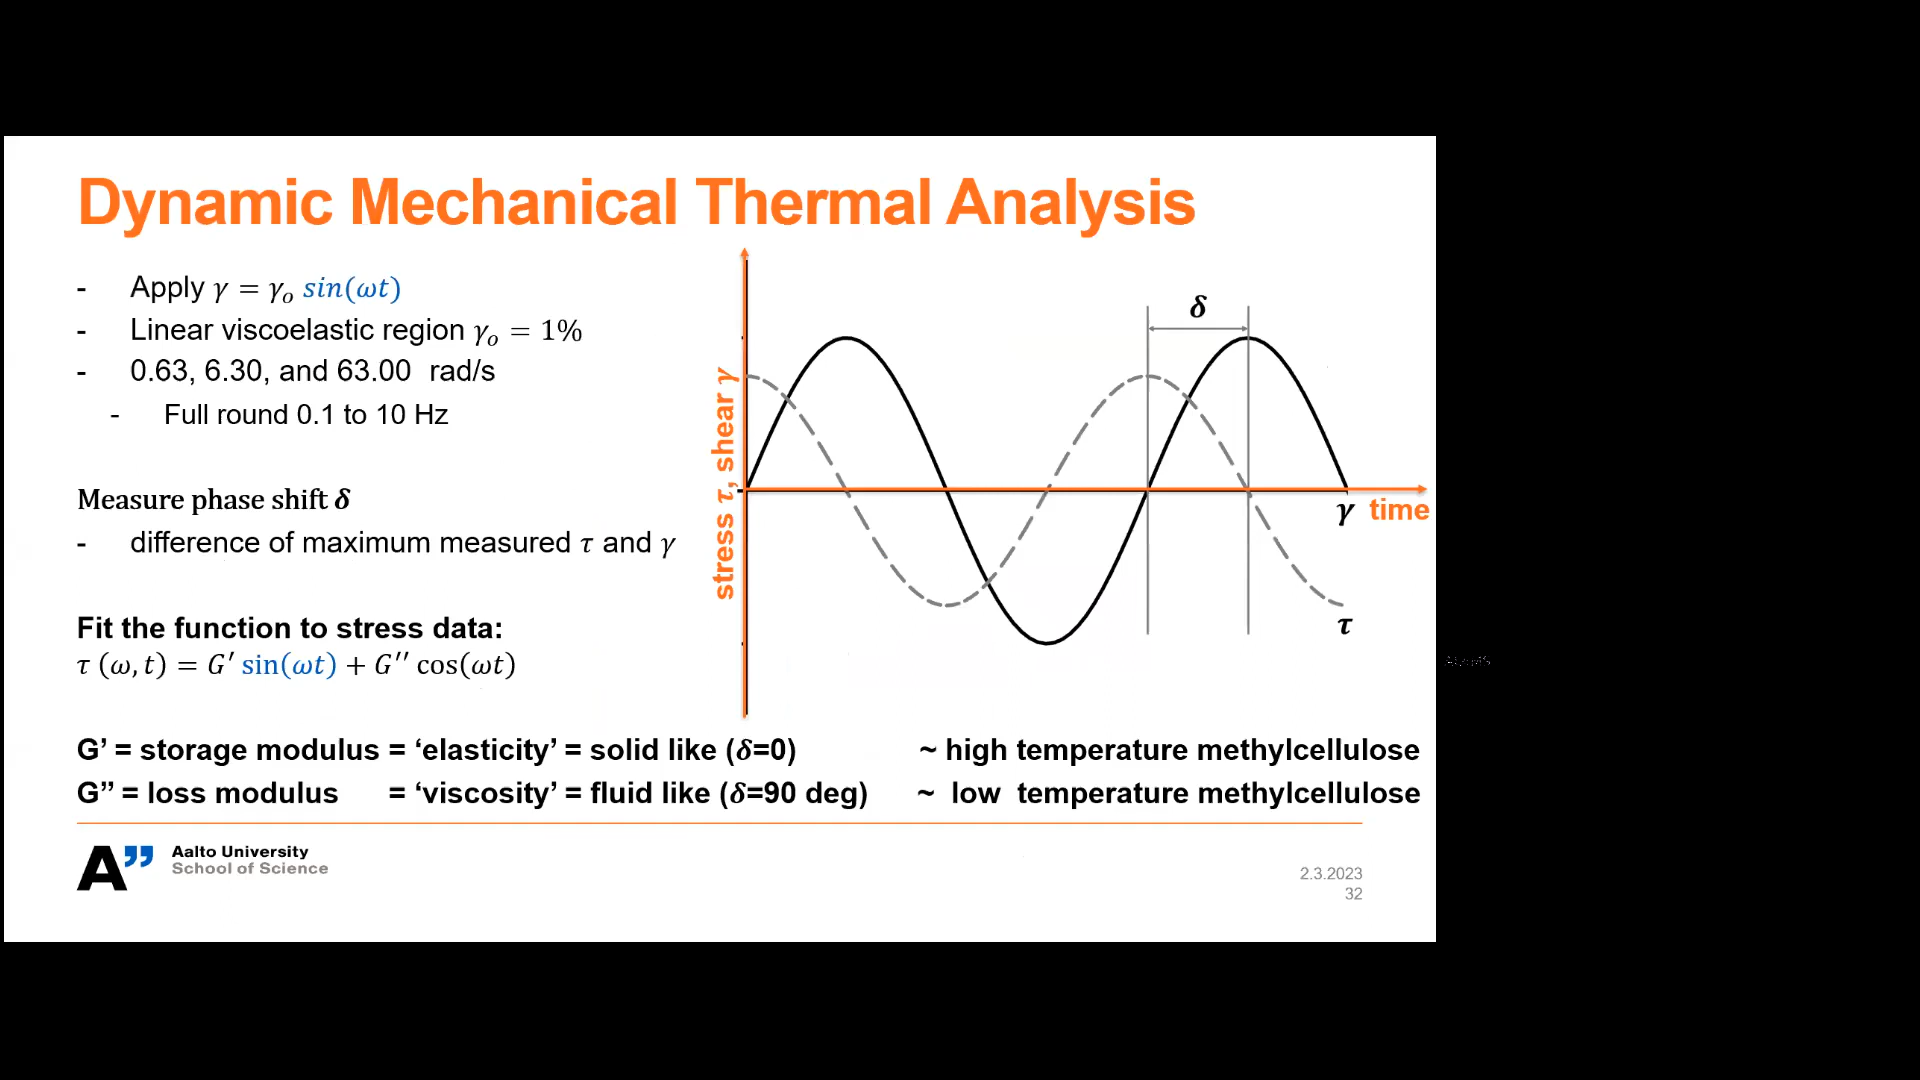 Dynamic Mechanical Thermal Analysis
- Apply γ = γₒ sin(ωt)
- Linear viscoelastic region γₒ = 1%
- 0.63, 6.30, and 63.00 rad/s
- Full round 0.1 to 10 Hz
Measure phase shift δ
- difference of maximum measured τ and γ
Fit the function to stress data:
τ (ω, t) = G′ sin(ωt) + G′′ cos(ωt)
stress τ, shear γ
δ
γ time
τ
G’ = storage modulus = ‘elasticity’ = solid like (δ=0) ~ high temperature methylcellulose
G” = loss modulus = ‘viscosity’ = fluid like (δ=90 deg) ~ low temperature methylcellulose
A”
Aalto University
School of Science
2.3.2023
32